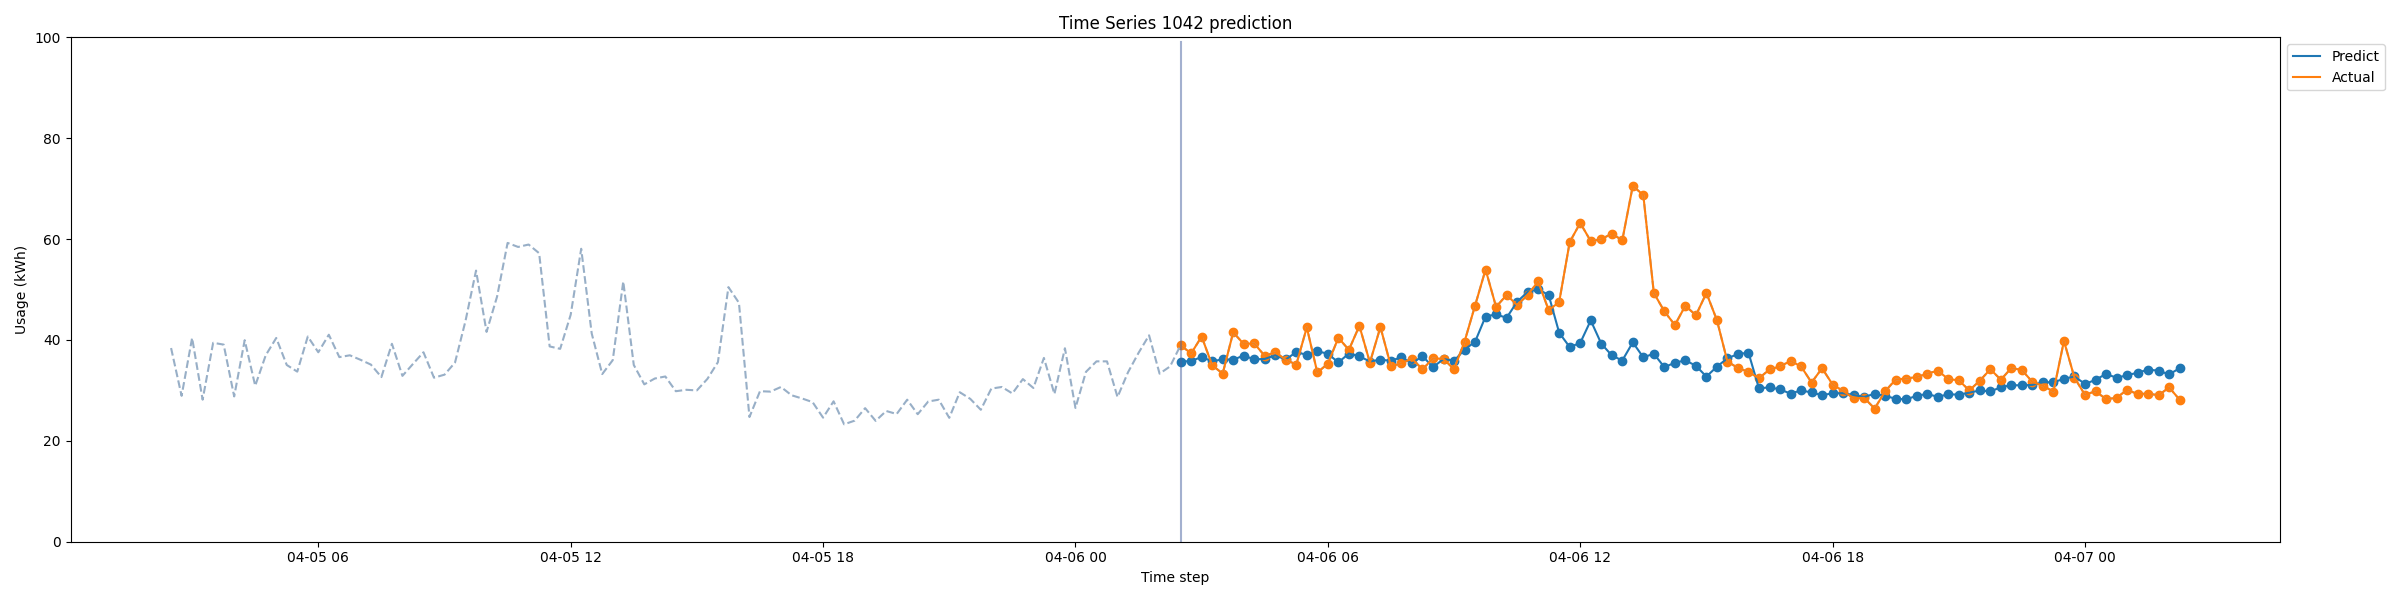 Time Series 1042 prediction
Usage (kWh)
100
80
60
40
20
0
04-05 06
04-05 12
04-05 18
04-06 00
04-06 06
04-06 12
04-06 18
04-07 00
Time step
Predict
Actual